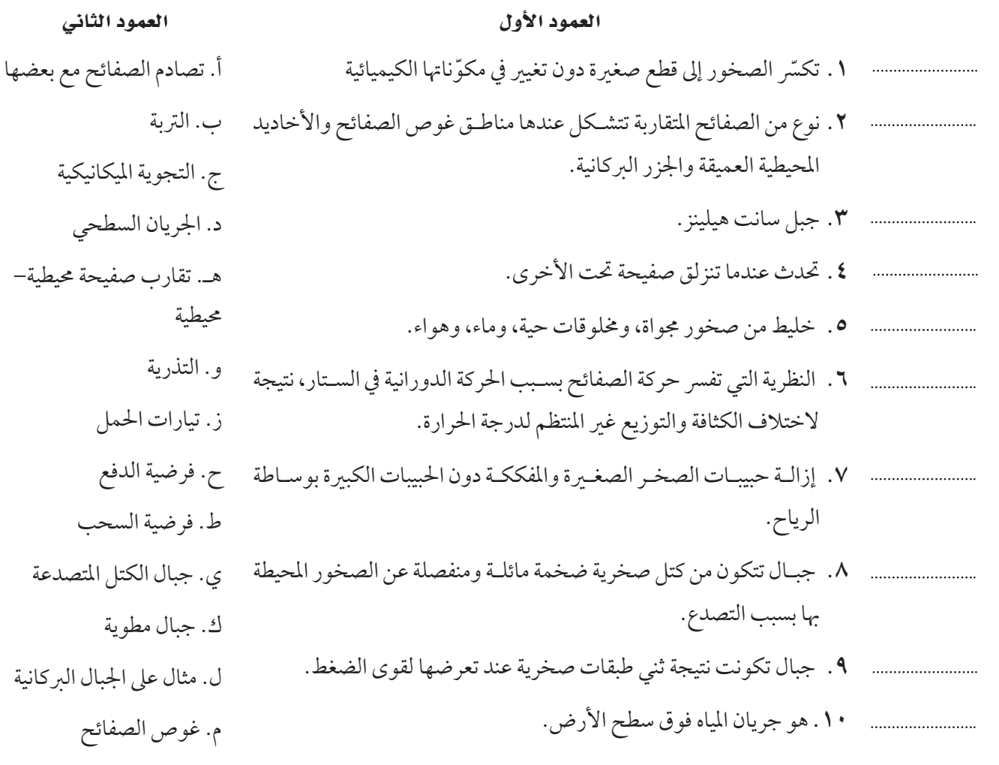 العمود الأول
العمود الثاني
.......................... ١. تكسّر الصخور إلى قطع صغيرة دون تغيير في مكوّناتها الكيميائية
.......................... ٢. نوع من الصفائح المتقاربة تتشكل عندها مناطق غوص الصفائح والأخاديد
المحيطية العميقة والجزر البركانية.
.......................... ٣. جبل سانت هيلينز.
.......................... ٤. تحدث عندما تنزلق صفيحة تحت الأخرى.
.......................... ٥. خليط من صخور مجواة، ومخلوقات حية، وماء، وهواء.
.......................... ٦. النظرية التي تفسر حركة الصفائح بسبب الحركة الدورانية في الستار، نتيجة
لاختلاف الكثافة والتوزيع غير المنتظم لدرجة الحرارة.
.......................... ٧. إزالة حبيبات الصخر الصغيرة والمفككة دون الحبيبات الكبيرة بوساطة
الرياح.
.......................... ٨. جبال تتكون من كتل صخرية ضخمة مائلة ومنفصلة عن الصخور المحيطة
بها بسبب التصدع.
.......................... ٩. جبال تكونت نتيجة ثني طبقات صخرية عند تعرضها لقوى الضغط.
.......................... ١٠. هو جريان المياه فوق سطح الأرض.
أ. تصادم الصفائح مع بعضها
ب. التربة
ج. التجوية الميكانيكية
د. الجريان السطحي
هـ. تقارب صفيحة محيطية–
محيطية
و. التذرية
ز. تيارات الحمل
ح. فرضية الدفع
ط. فرضية السحب
ي. جبال الكتل المتصدعة
ك. جبال مطوية
ل. مثال على الجبال البركانية
م. غوص الصفائح